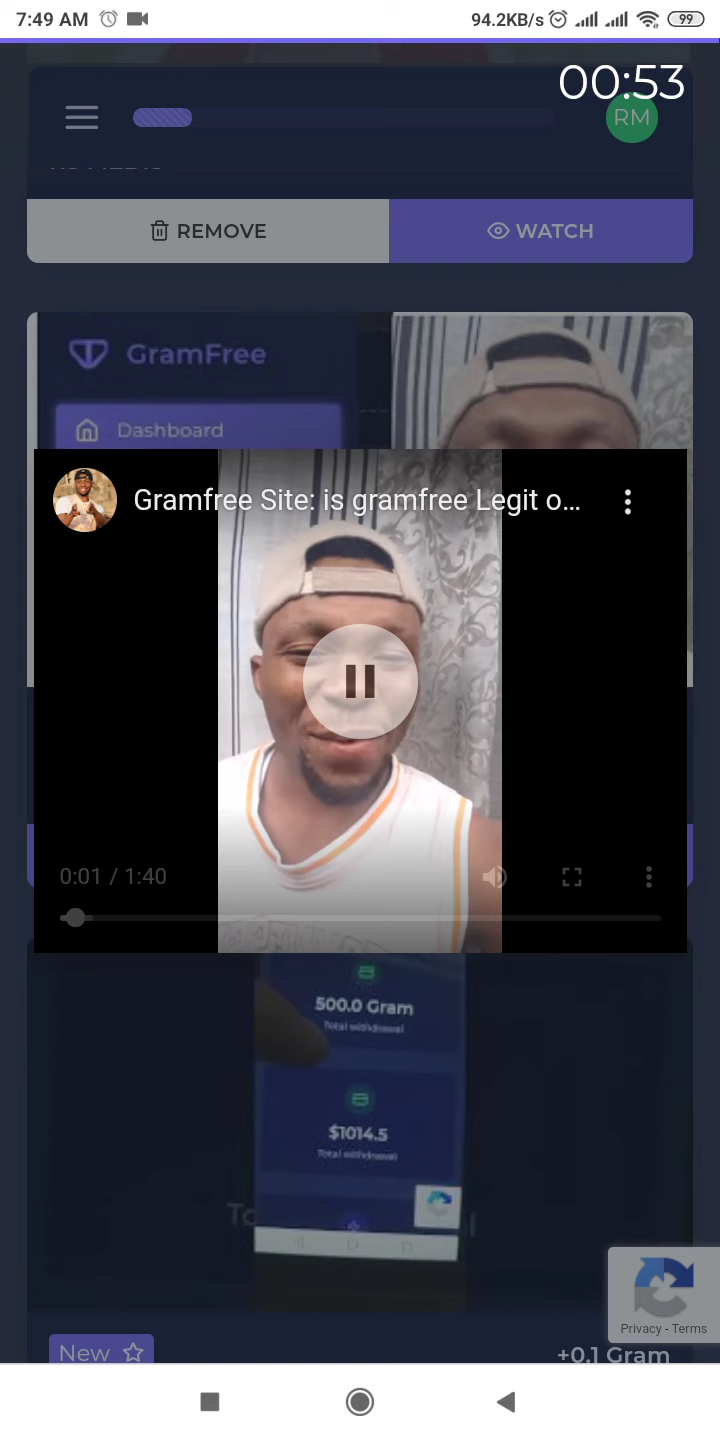 7:49 AM 94.2KB/s 99
00:53
RM
REMOVE WATCH
GramFree
Dashboard
Gramfree Site: is gramfree Legit o...
0:01 / 1:40
500.0 Gram
Total withdrawal
$1014.5
Total withdrawal
Privacy - Terms
New +0.1 Gram